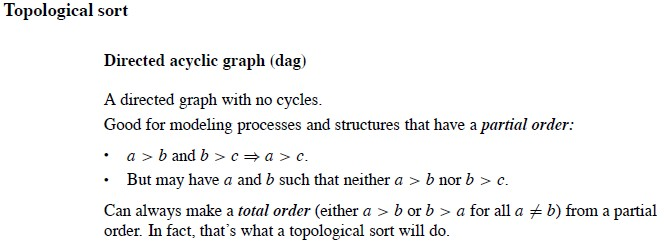 Topological sort
Directed acyclic graph (dag)
A directed graph with no cycles.
Good for modeling processes and structures that have a partial order:
• a > b and b > c ⇒ a > c.
• But may have a and b such that neither a > b nor b > c.
Can always make a total order (either a > b or b > a for all a ≠ b) from a partial
order. In fact, that's what a topological sort will do.